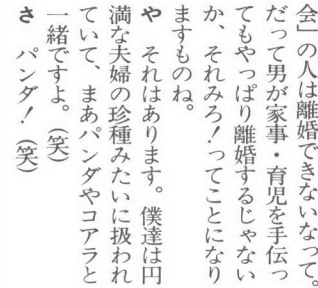 会」の人は離婚できないなって。
だって男が家事・育児を手伝っ
てもやっぱり離婚するじゃない
か、それみろ！ってことになり
ますものね。
や　それはあります。僕達は円
満な夫婦の珍種みたいに扱われ
ていて、まあパンダやコアラと
一緒ですよ。（笑）
さ　パンダ！（笑）